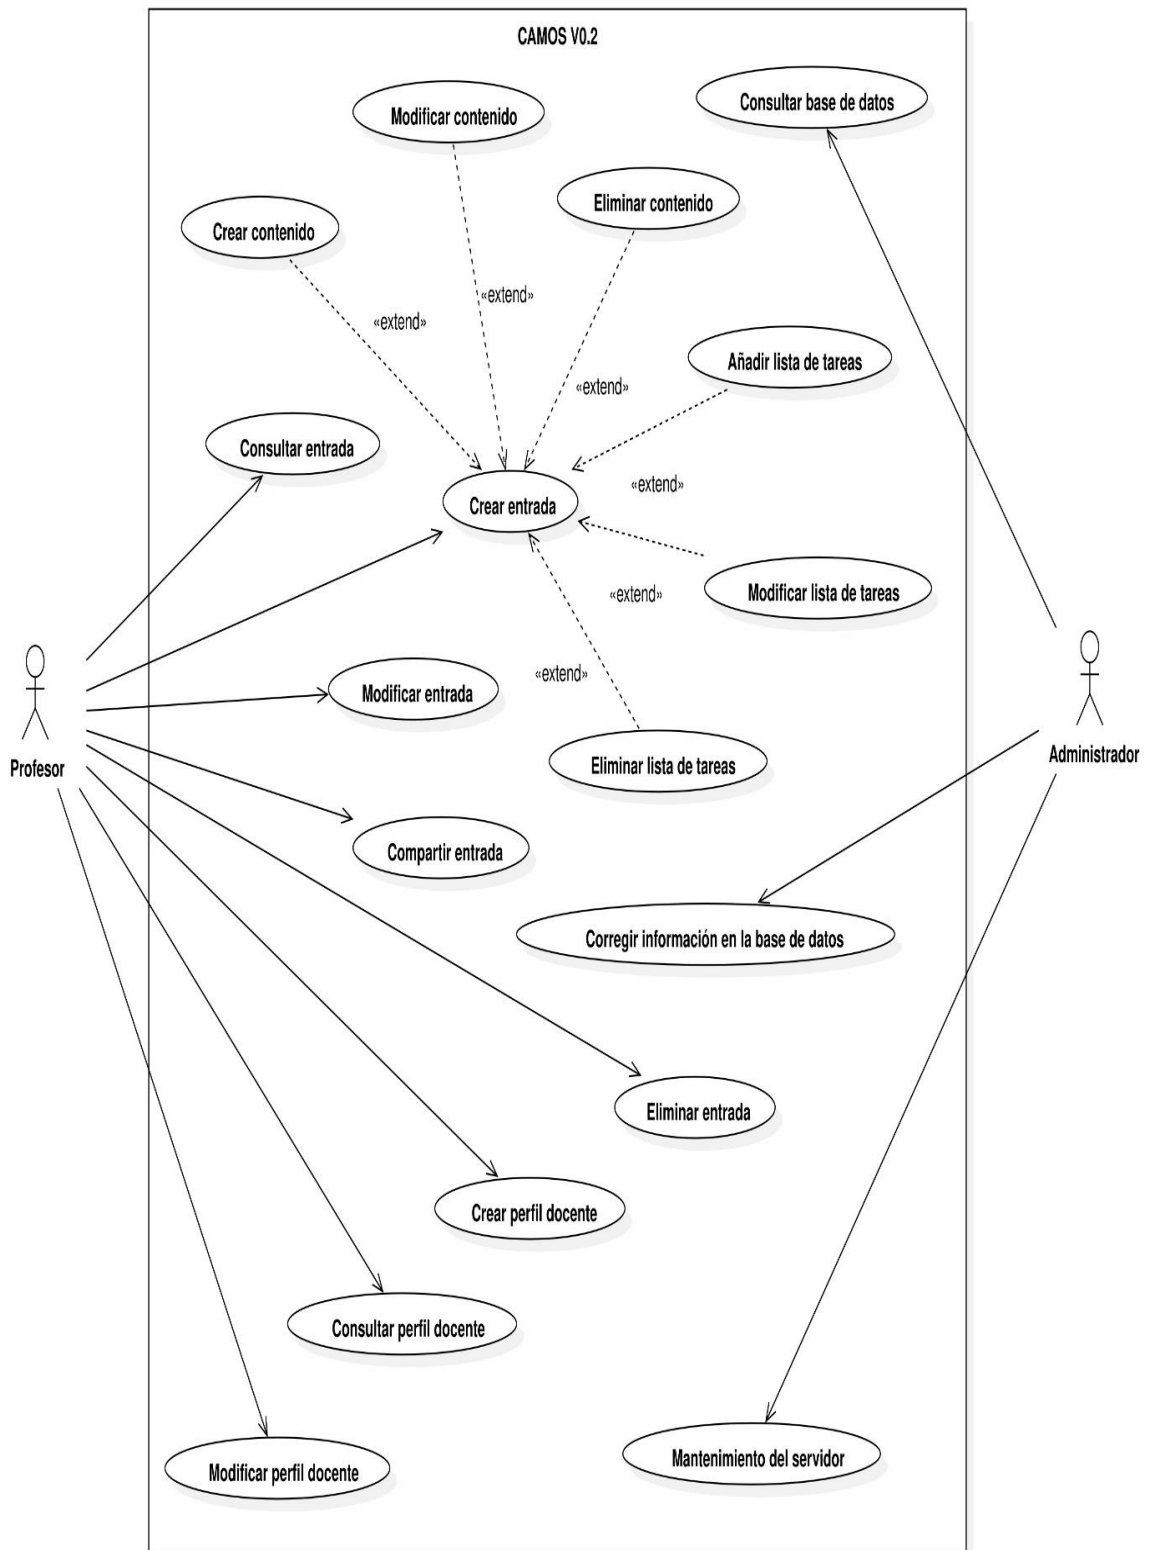 CAMOS V0.2
Consultar base de datos
Modificar contenido
Eliminar contenido
Crear contenido
«extend»
«extend»
Añadir lista de tareas
«extend»
Consultar entrada
«extend»
Crear entrada
Modificar lista de tareas
«extend»
«extend»
Modificar entrada
Profesor
Administrador
Eliminar lista de tareas
Compartir entrada
Corregir información en la base de datos
Eliminar entrada
Crear perfil docente
Consultar perfil docente
Mantenimiento del servidor
Modificar perfil docente